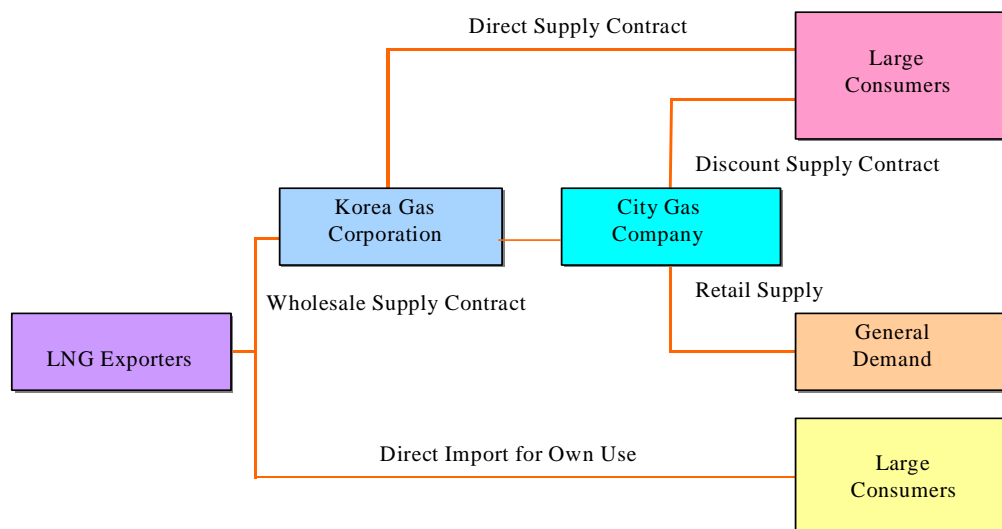 Direct Supply Contract
Large
Consumers
Discount Supply Contract
Korea Gas
Corporation
City Gas
Company
Wholesale Supply Contract
Retail Supply
LNG Exporters
General
Demand
Direct Import for Own Use
Large
Consumers